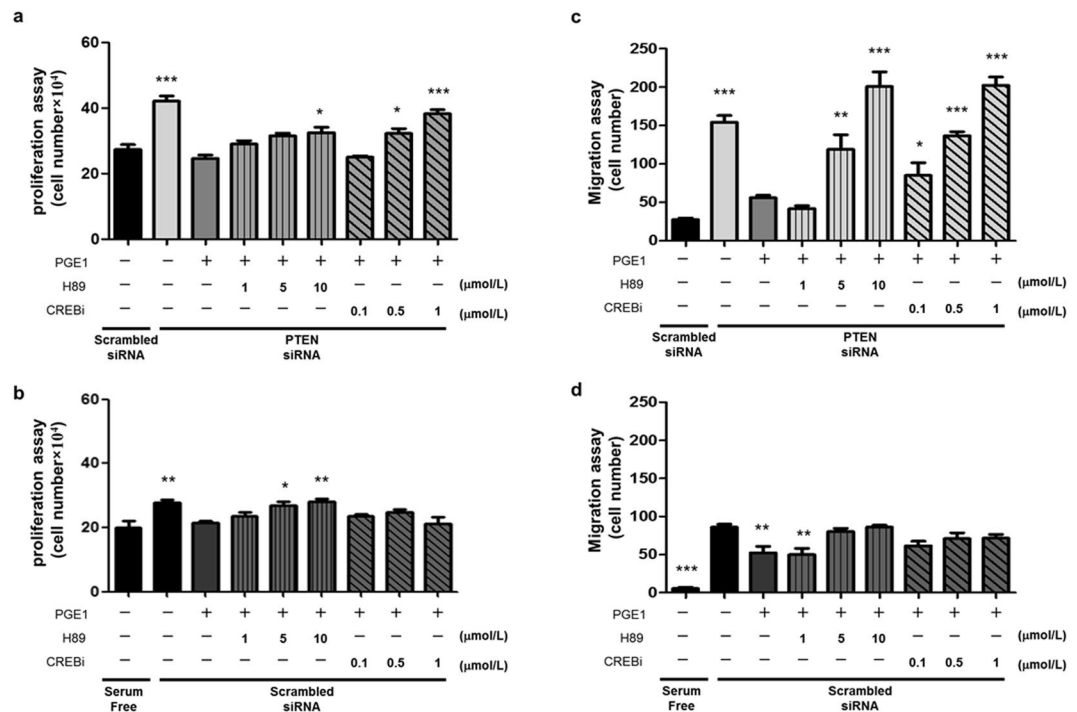 a
proliferation assay
(cell number×10⁴)
60
40
20
0
*** * * ***
PGE1 − − + + + + + + +
H89 − − − 1 5 10 − − − (μmol/L)
CREBi − − − − − − 0.1 0.5 1 (μmol/L)
Scrambled
siRNA
PTEN
siRNA
b
proliferation assay
(cell number×10⁴)
60
40
20
0
** * **
PGE1 − − + + + + + + +
H89 − − − 1 5 10 − − − (μmol/L)
CREBi − − − − − − 0.1 0.5 1 (μmol/L)
Serum
Free
Scrambled
siRNA
c
Migration assay
(cell number)
250
200
150
100
50
0
*** ** *** * *** ***
PGE1 − − + + + + + + +
H89 − − − 1 5 10 − − − (μmol/L)
CREBi − − − − − − 0.1 0.5 1 (μmol/L)
Scrambled
siRNA
PTEN
siRNA
d
Migration assay
(cell number)
250
200
150
100
50
0
*** ** **
PGE1 − − + + + + + + +
H89 − − − 1 5 10 − − − (μmol/L)
CREBi − − − − − − 0.1 0.5 1 (μmol/L)
Serum
Free
Scrambled
siRNA